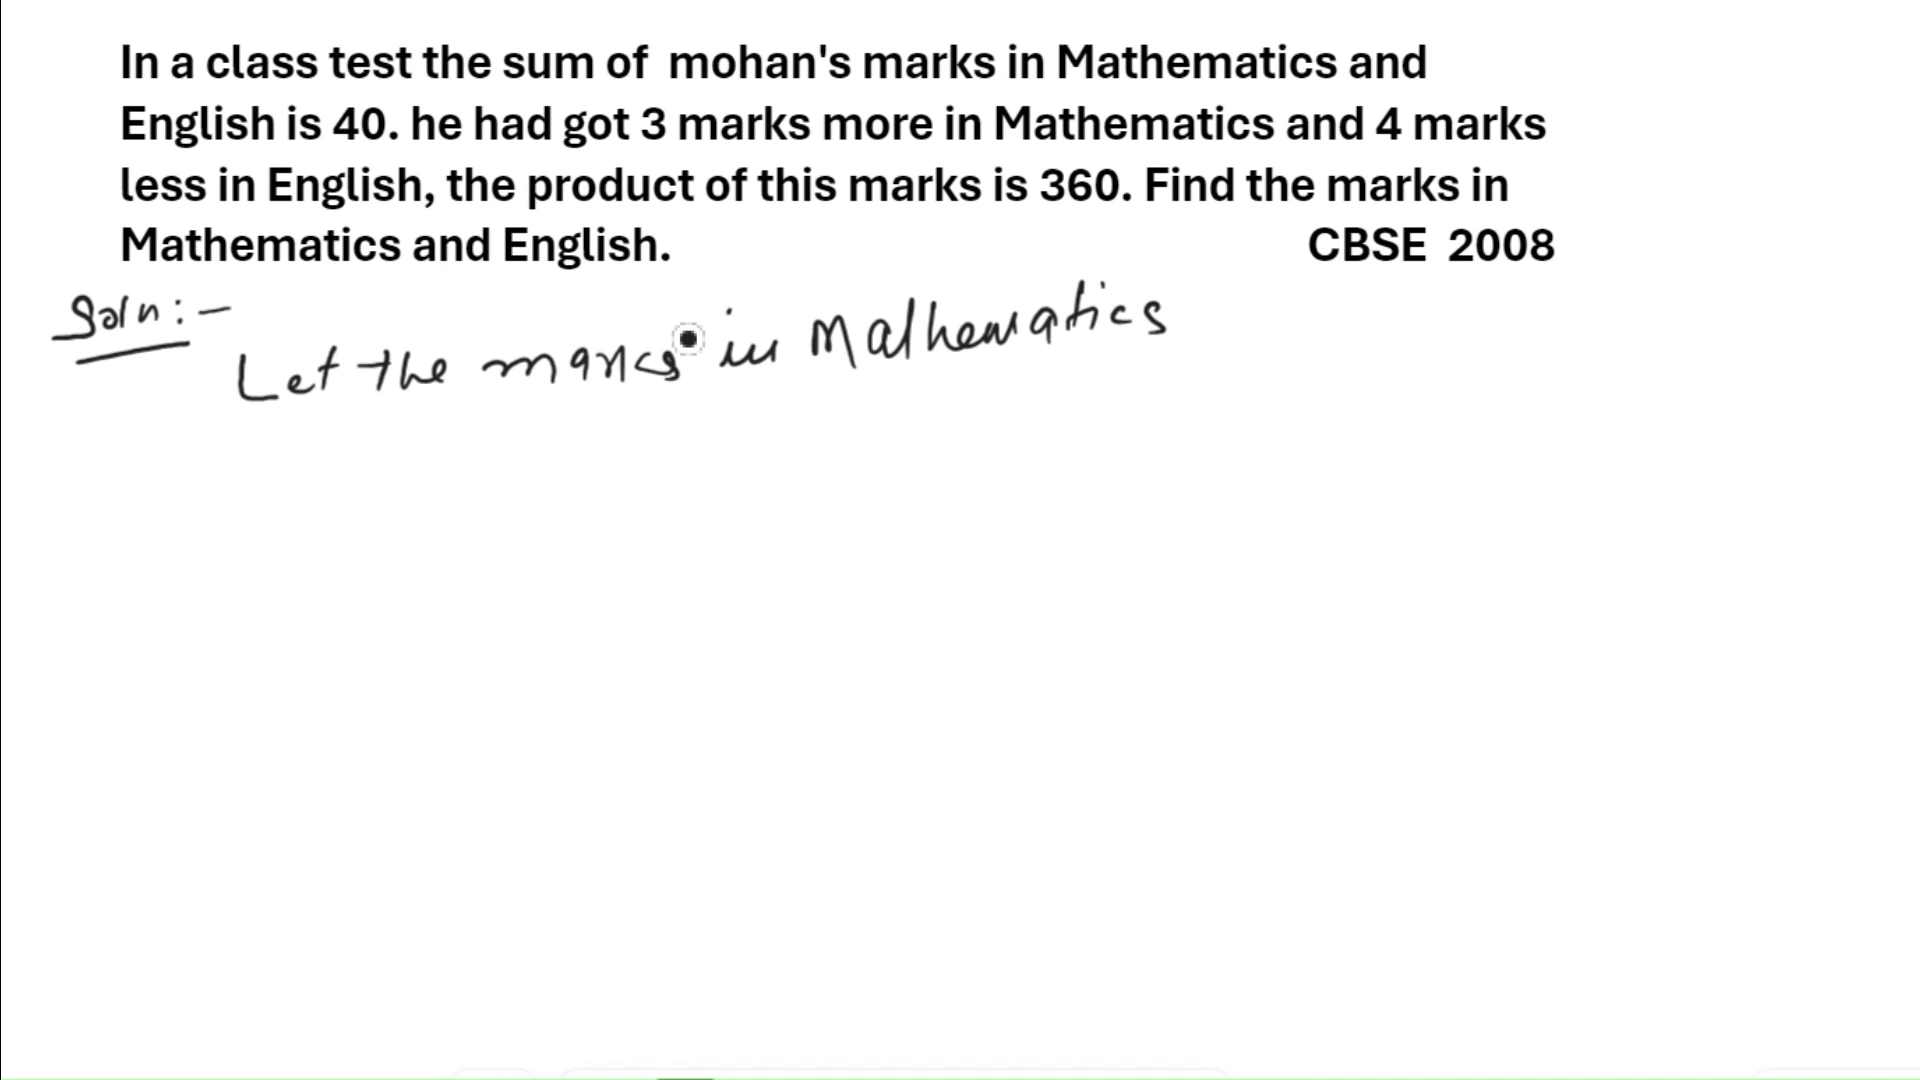 In a class test the sum of mohan's marks in Mathematics and
English is 40. he had got 3 marks more in Mathematics and 4 marks
less in English, the product of this marks is 360. Find the marks in
Mathematics and English. CBSE 2008
Soln:-
Let the marks in Mathematics